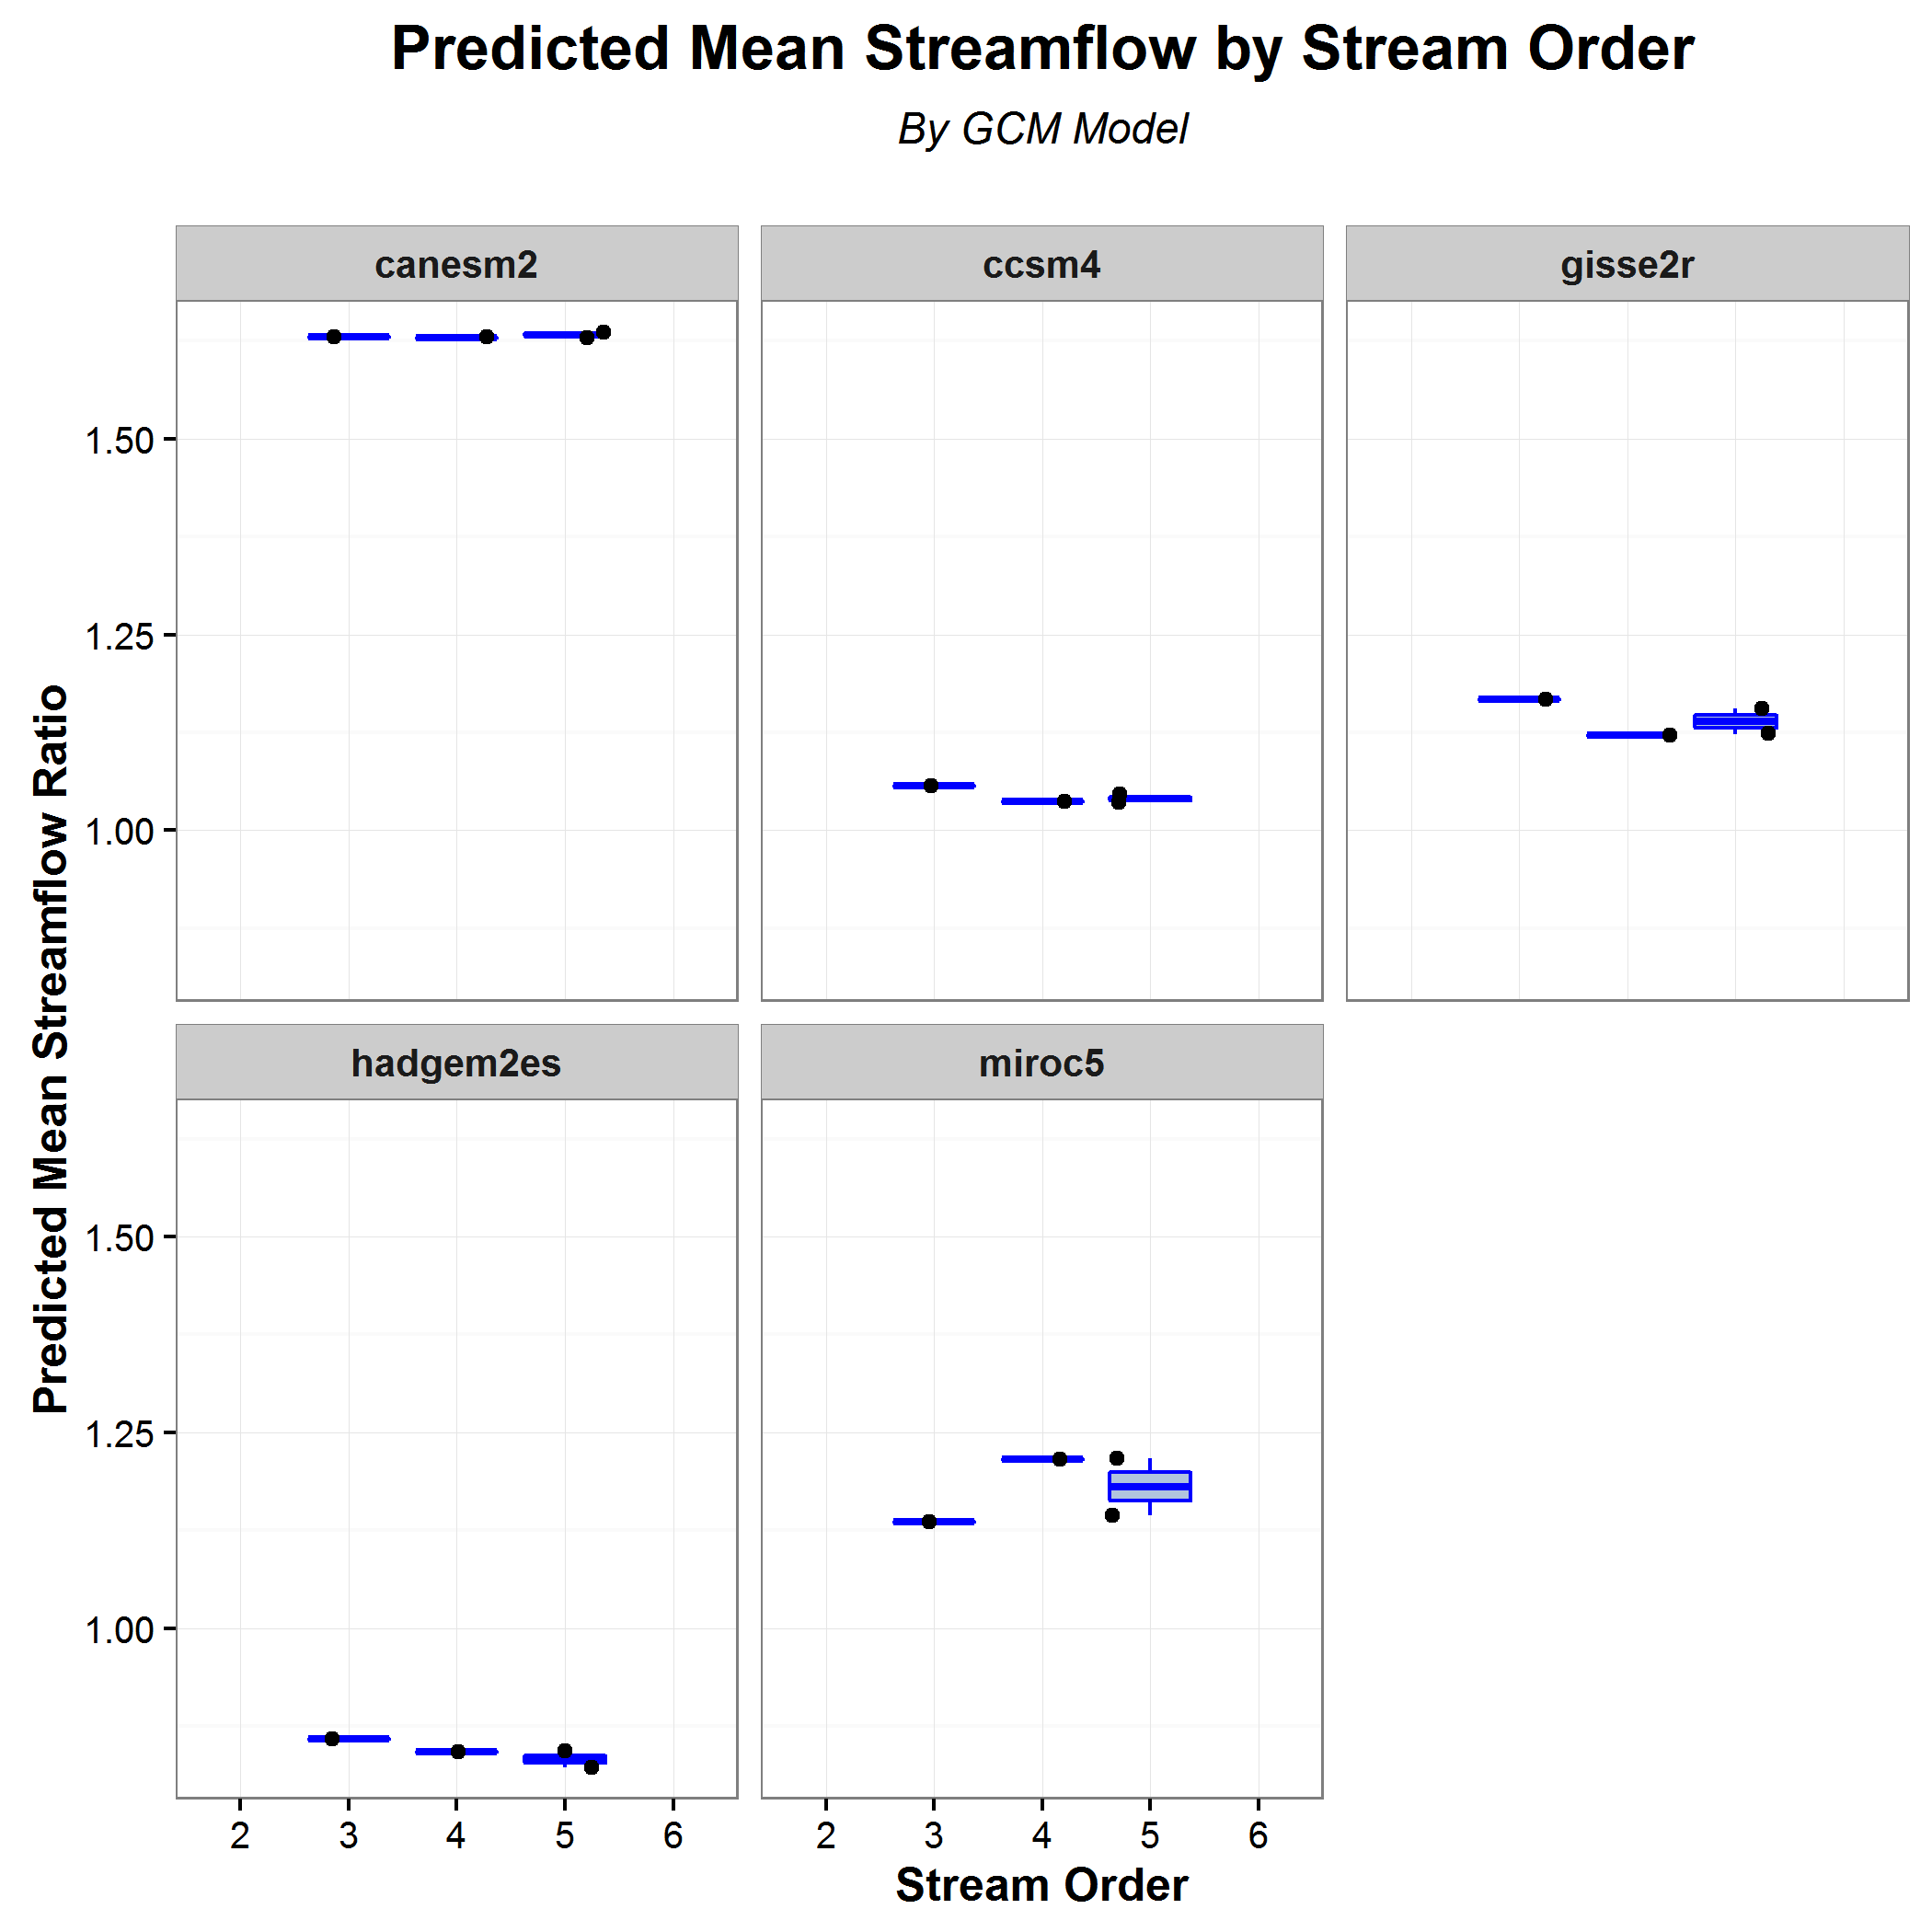 Predicted Mean Streamflow by Stream Order
By GCM Model
canesm2
ccsm4
gisse2r
1.50
1.25
1.00
Predicted Mean Streamflow Ratio
hadgem2es
miroc5
1.50
1.25
1.00
2 3 4 5 6
2 3 4 5 6
Stream Order